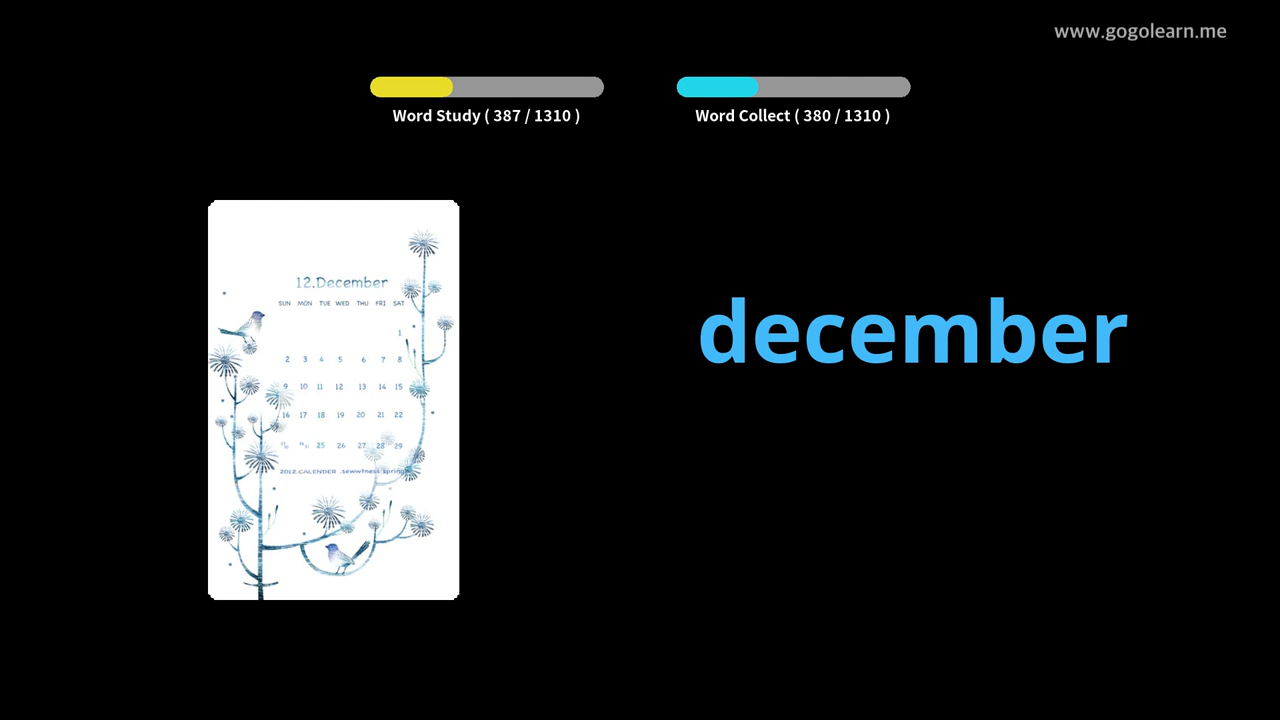 www.gogolearn.me
Word Study ( 387 / 1310 )
Word Collect ( 380 / 1310 )
12.December
SUN MON TUE WED THU FRI SAT
1
2 3 4 5 6 7 8
9 10 11 12 13 14 15
16 17 18 19 20 21 22
25 26 27 28 29
2012.CALENDER .sewwtness spring
december